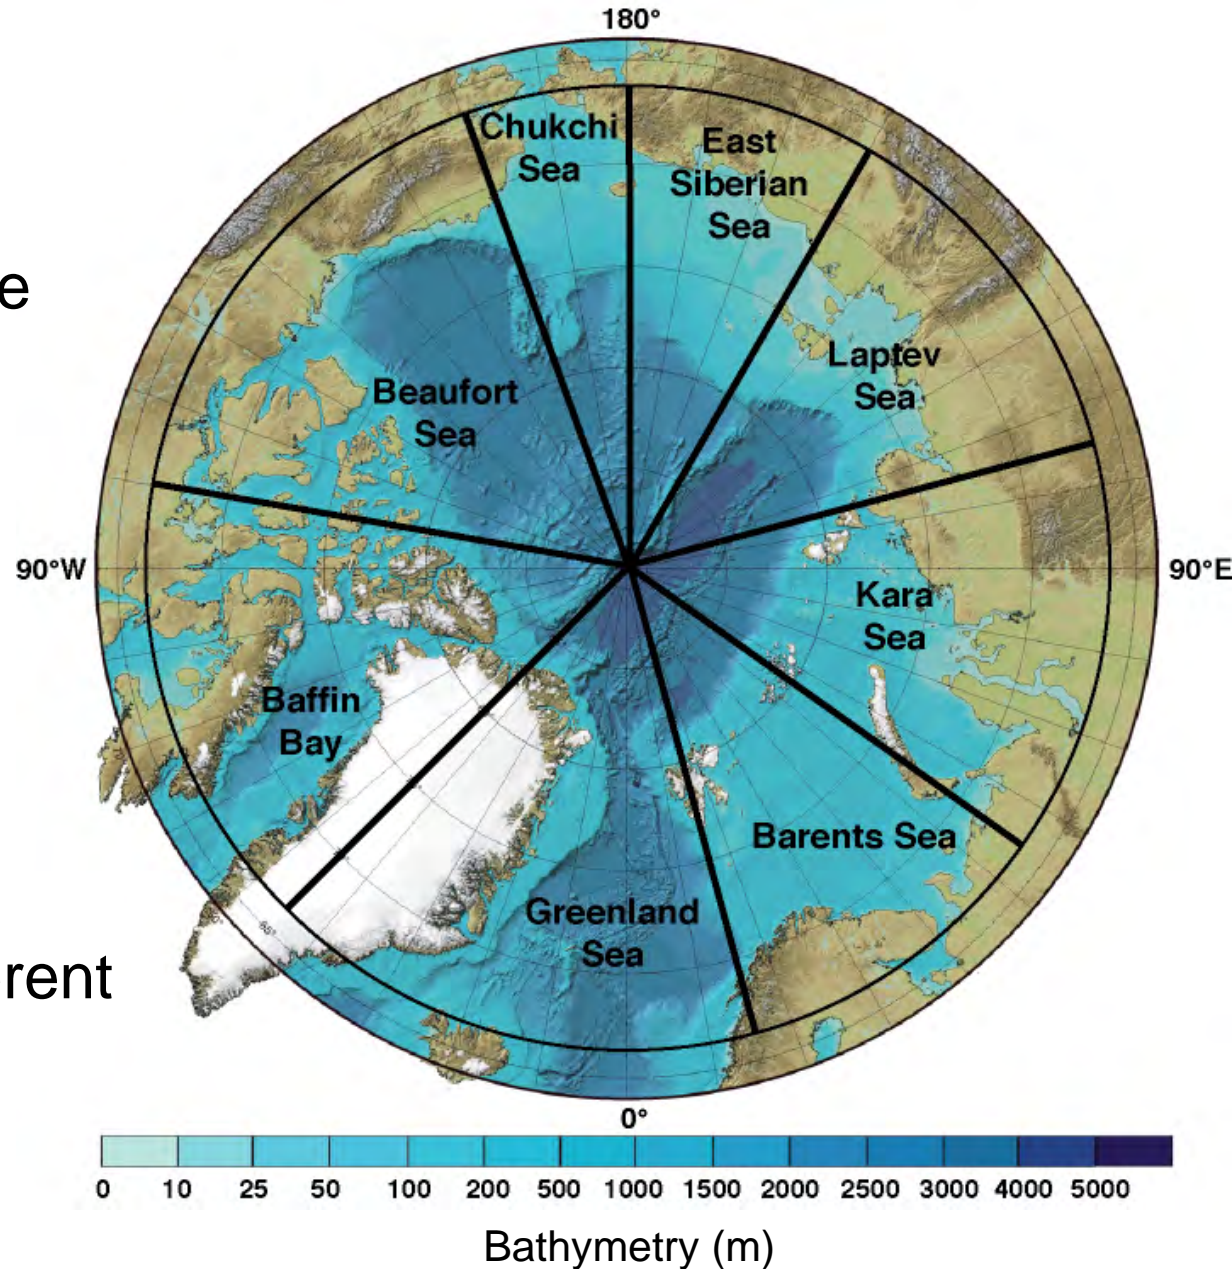 180°
Chukchi
Sea
East
Siberian
Sea
e
Laptev
Sea
Beaufort
Sea
90°W
90°E
Kara
Sea
Baffin
Bay
Barents Sea
Greenland
Sea
rent
0°
0 10 25 50 100 200 500 1000 1500 2000 2500 3000 4000 5000
Bathymetry (m)